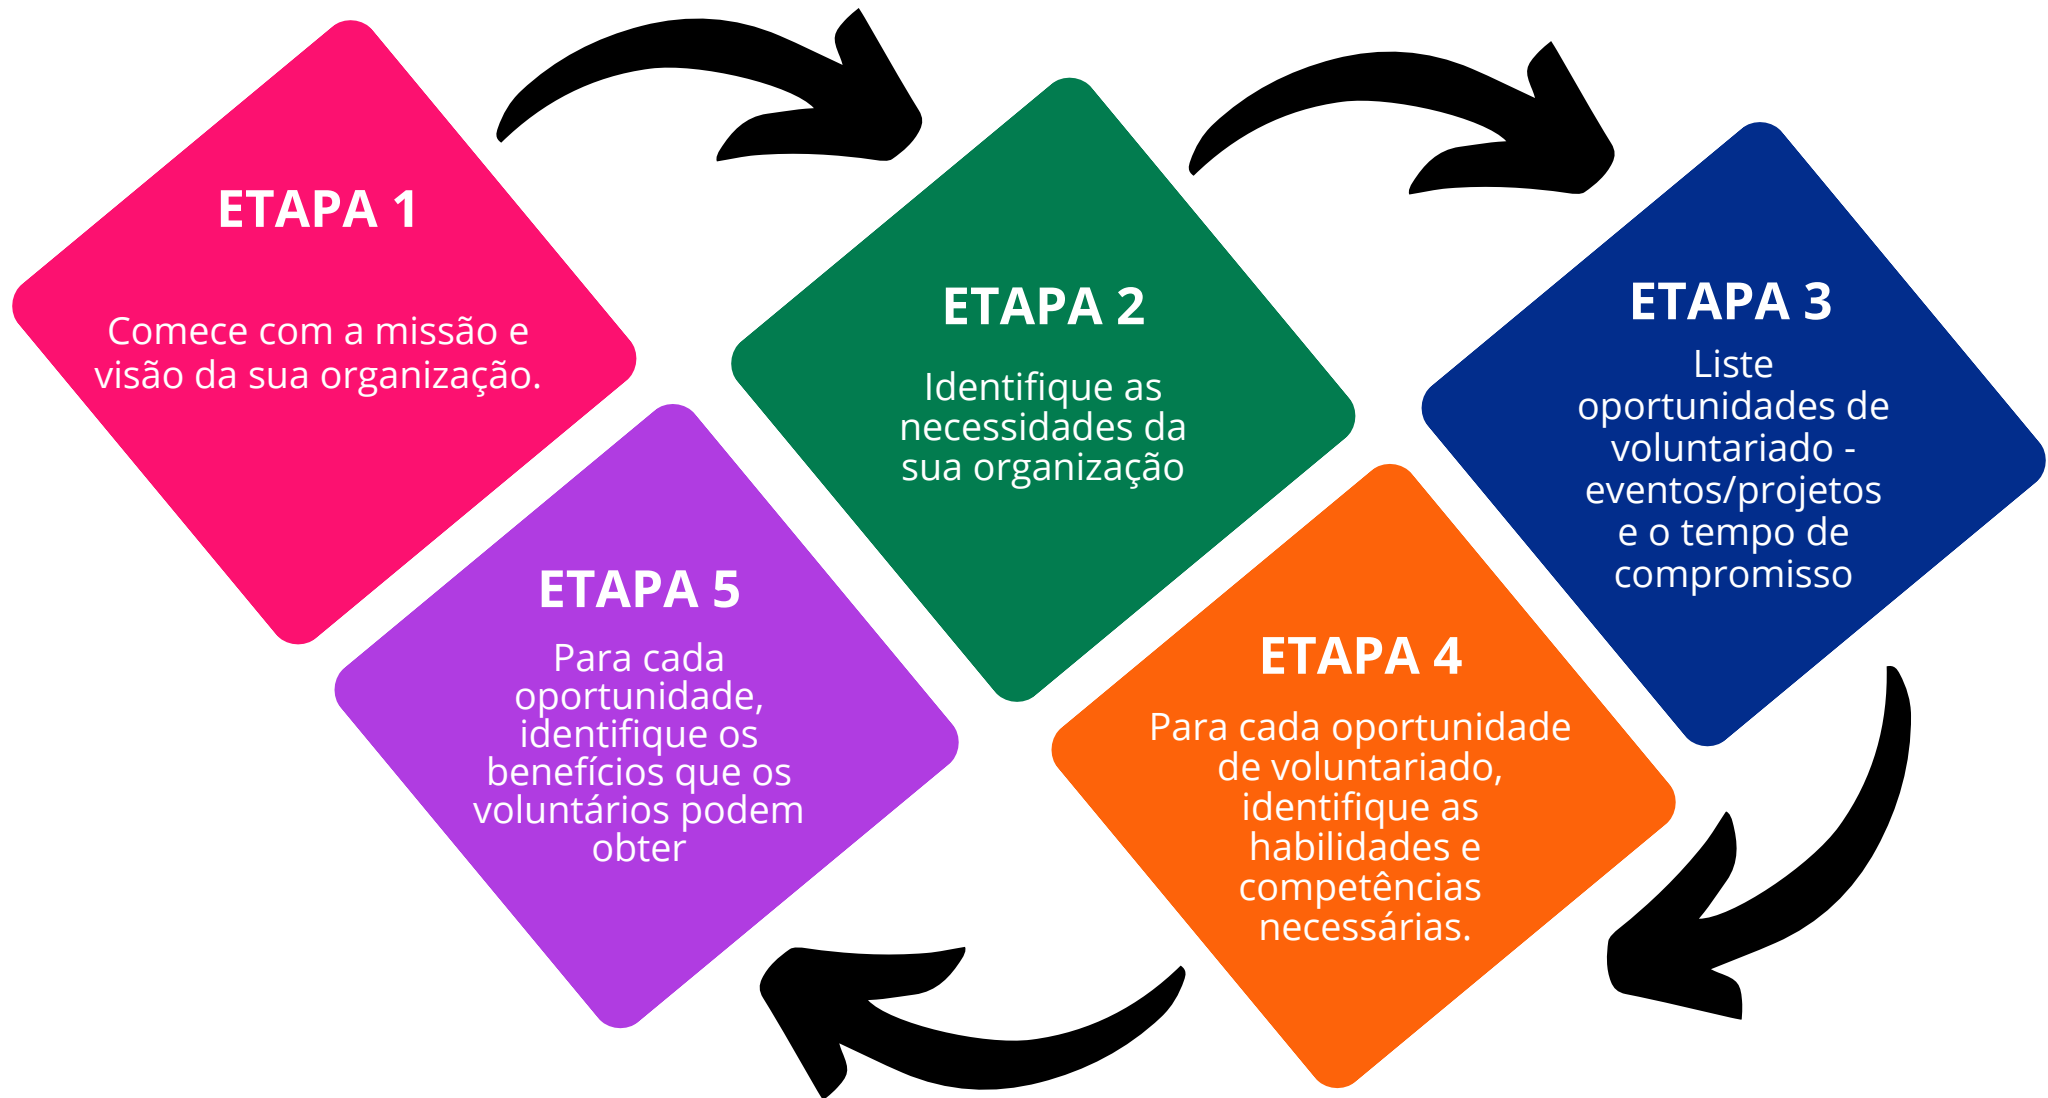 ETAPA 1
Comece com a missão e
visão da sua organização.
ETAPA 2
Identifique as
necessidades da
sua organização
ETAPA 3
Liste
oportunidades de
voluntariado -
eventos/projetos
e o tempo de
compromisso
ETAPA 4
Para cada oportunidade
de voluntariado,
identifique as
habilidades e
competências
necessárias.
ETAPA 5
Para cada
oportunidade,
identifique os
benefícios que os
voluntários podem
obter